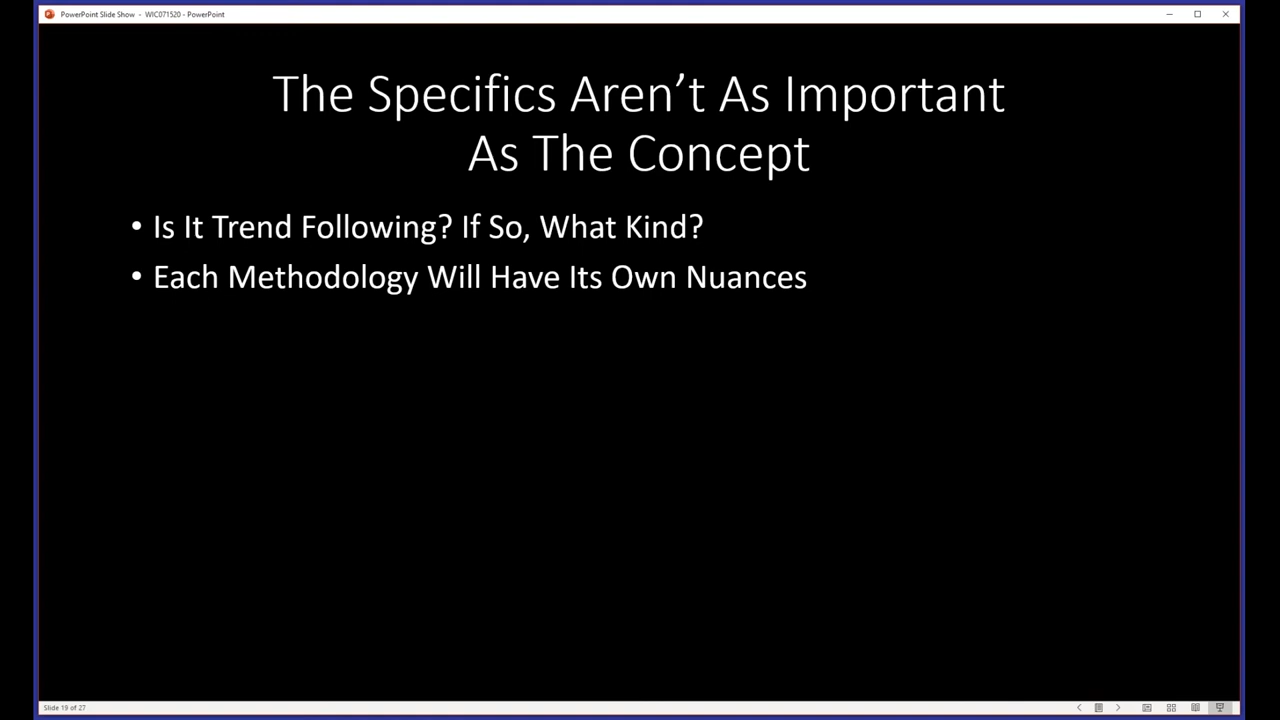 PowerPoint Slide Show - WIC071520 - PowerPoint
The Specifics Aren’t As Important
As The Concept
• Is It Trend Following? If So, What Kind?
• Each Methodology Will Have Its Own Nuances
Slide 19 of 27